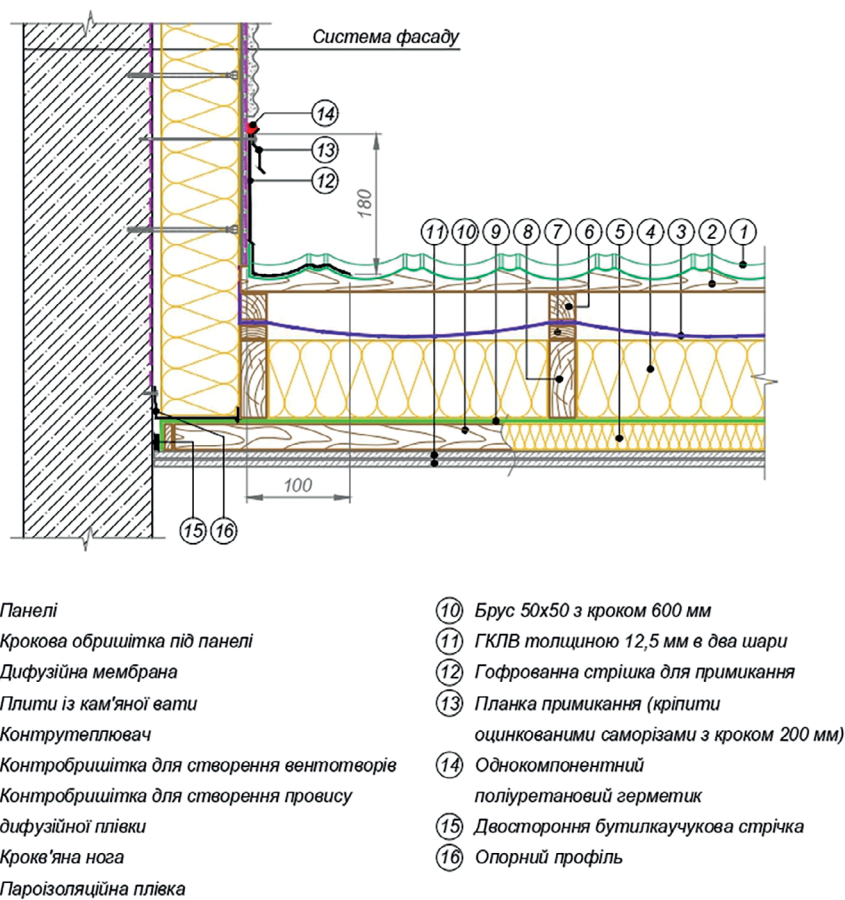 Система фасаду
14
13
12
180
11 10 9 8 7 6 5 4 3 2 1
100
15 16
Панелі
Крокова обришітка під панелі
Дифузійна мембрана
Плити із кам'яної вати
Контрутеплювач
Контробришітка для створення вентотворів
Контробришітка для створення провису
дифузійної плівки
Крокв'яна нога
Пароізоляційна плівка
10 Брус 50х50 з кроком 600 мм
11 ГКЛВ товщиною 12,5 мм в два шари
12 Гофрованна стрішка для примикання
13 Планка примикання (кріпити
оцинкованими саморізами з кроком 200 мм)
14 Однокомпонентний
поліуретановий герметик
15 Двостороння бутилкаучукова стрічка
16 Опорний профіль